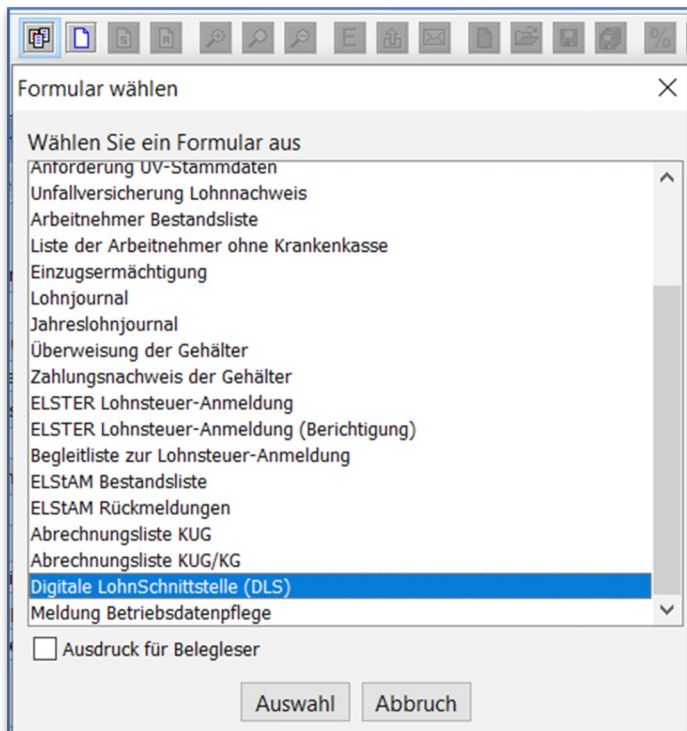 S
A
E
%
Formular wählen
Wählen Sie ein Formular aus
Anforderung UV-Stammdaten
Unfallversicherung Lohnnachweis
Arbeitnehmer Bestandsliste
Liste der Arbeitnehmer ohne Krankenkasse
Einzugsermächtigung
Lohnjournal
Jahreslohnjournal
Überweisung der Gehälter
Zahlungsnachweis der Gehälter
ELSTER Lohnsteuer-Anmeldung
ELSTER Lohnsteuer-Anmeldung (Berichtigung)
Begleitliste zur Lohnsteuer-Anmeldung
ELStAM Bestandsliste
ELStAM Rückmeldungen
Abrechnungsliste KUG
Abrechnungsliste KUG/KG
Digitale LohnSchnittstelle (DLS)
Meldung Betriebsdatenpflege
Ausdruck für Belegleser
Auswahl Abbruch